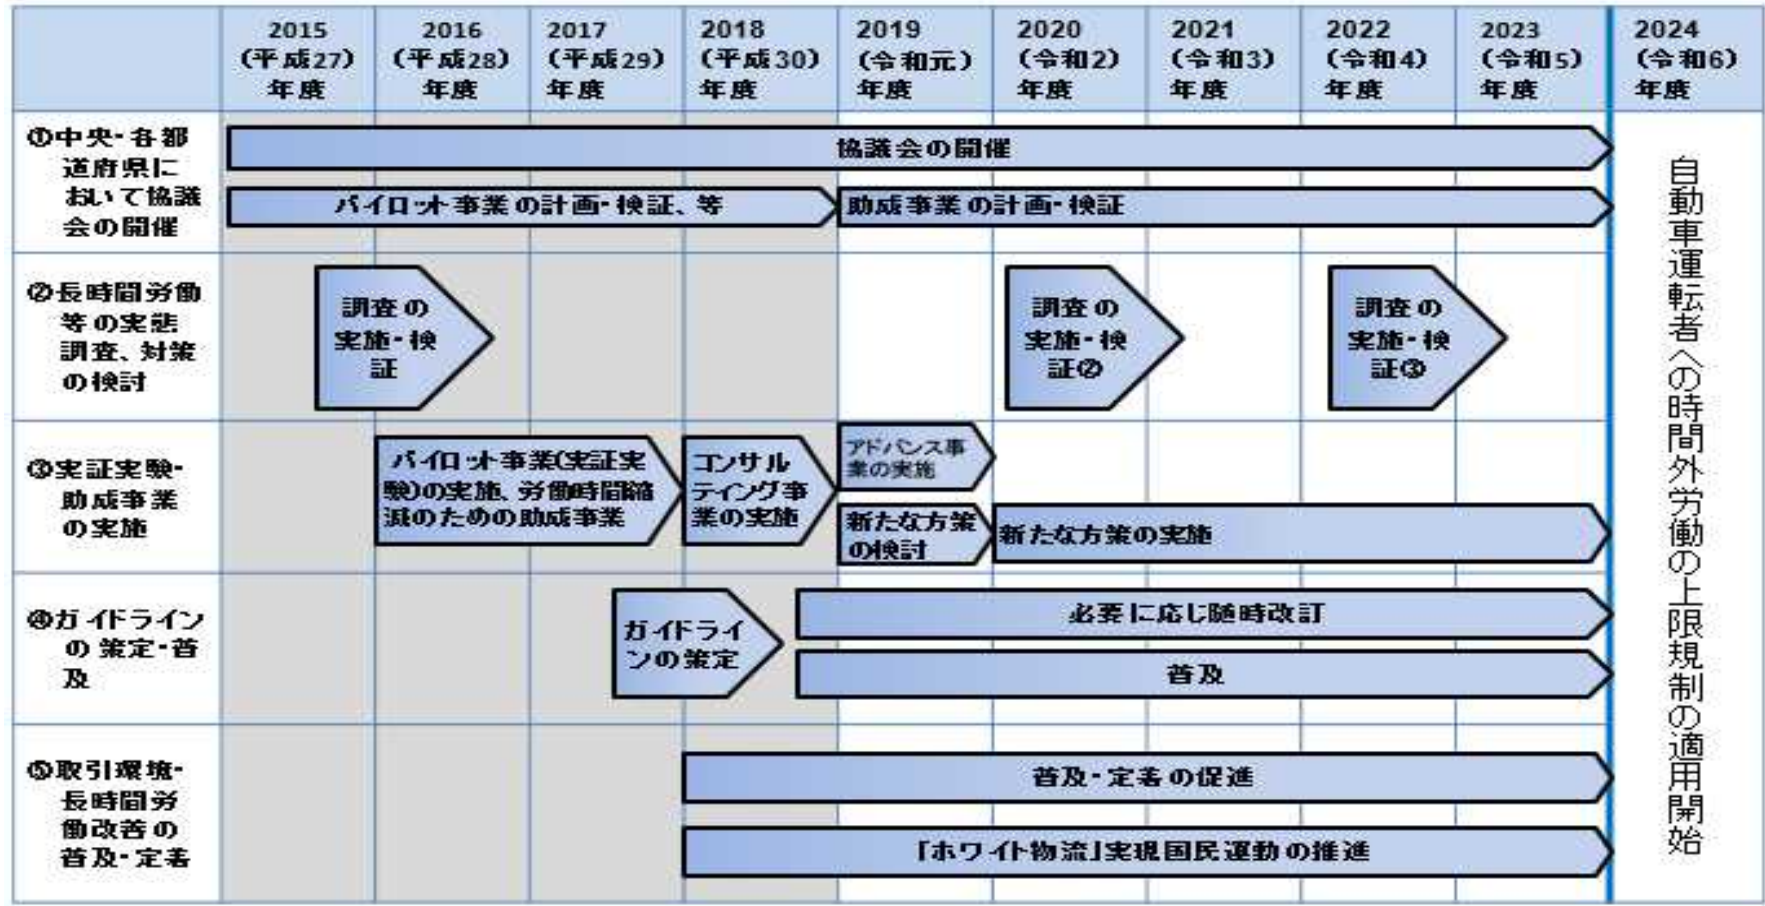 2015
(平成27)
年度
2016
(平成28)
年度
2017
(平成29)
年度
2018
(平成30)
年度
2019
(令和元)
年度
2020
(令和2)
年度
2021
(令和3)
年度
2022
(令和4)
年度
2023
(令和5)
年度
2024
(令和6)
年度
①中央・各都
道府県に
おいて協議
会の開催
協議会の開催
パイロット事業の計画・検証、等
助成事業の計画・検証
②長時間労働
等の実態
調査、対策
の検討
調査の
実施・検
証
調査の
実施・検
証②
調査の
実施・検
証③
③実証実験・
助成事業
の実施
パイロット事業(実証実
験)の実施、労働時間縮
減のための助成事業
コンサル
ティング事
業の実施
アドバンス事
業の実施
新たな方策
の検討
新たな方策の実施
④ガイドライン
の策定・普
及
ガイドライ
ンの策定
必要に応じ随時改訂
普及
⑤取引環境・
長時間労
働改善の
普及・定着
普及・定着の促進
「ホワイト物流」実現国民運動の推進
自動車運転者への時間外労働の上限規制の適用開始